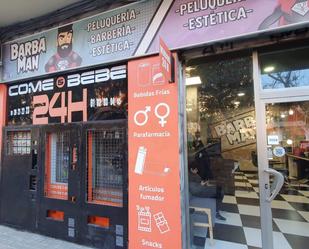 BARBA
MAN
-PELUQUERÍA-
BARBERÍA-
-ESTÉTICA-
-PELUQUERÍA
-ESTÉTICA-
COME & BEBE
24H
Bebidas
Frías
Parafarmacia
Artículos
fumador
Snacks
BARBA
MAN